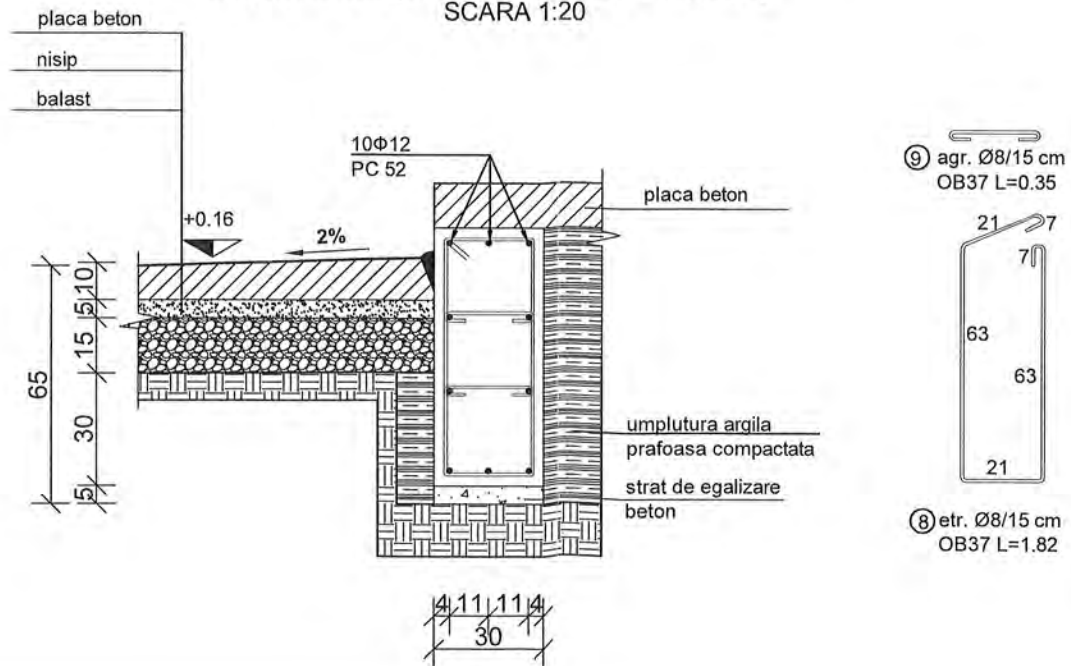 SCARA 1:20
placa beton
nisip
balast
10Φ12
PC 52
placa beton
+0.16
2%
9 agr. Ø8/15 cm
OB37 L=0.35
21
7
7
63
63
21
8 etr. Ø8/15 cm
OB37 L=1.82
65
10
5
15
30
5
umplutura argila
prafoasa compactata
strat de egalizare
beton
4 11 11 4
30